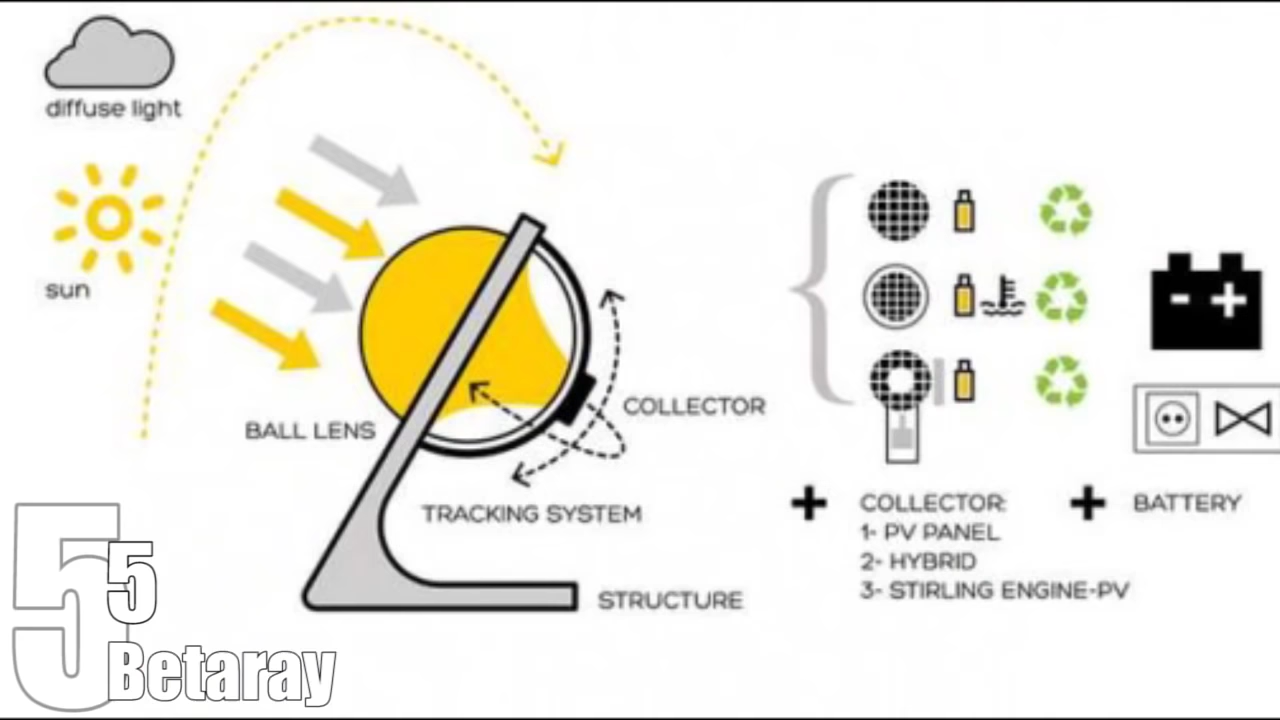 diffuse light
sun
BALL LENS
COLLECTOR
TRACKING SYSTEM
STRUCTURE
COLLECTOR:
1- PV PANEL
2- HYBRID
3- STIRLING ENGINE-PV
- +
BATTERY
5
5
Betaray